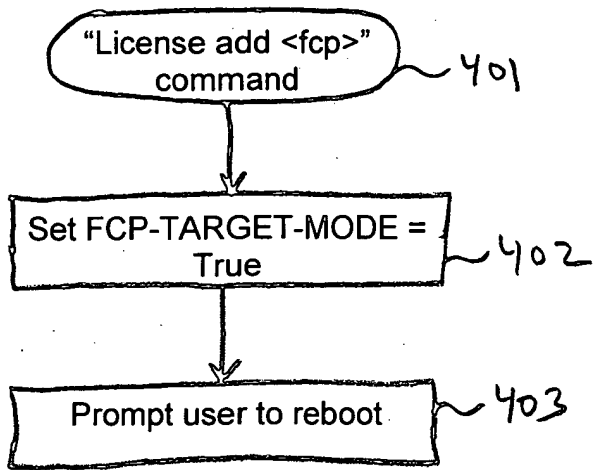 “License add <fcp>”
command
401
Set FCP-TARGET-MODE =
True
402
Prompt user to reboot
403